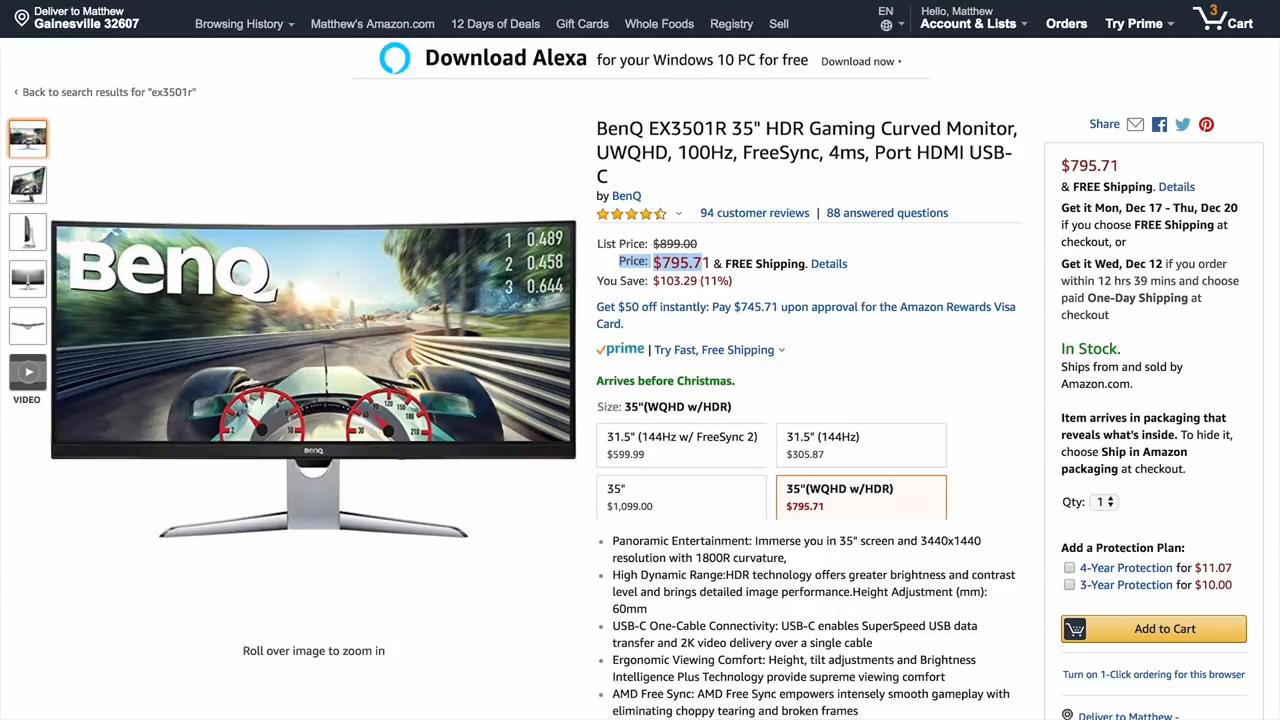 Deliver to Matthew
Gainesville 32607
Browsing History
Matthew's Amazon.com
12 Days of Deals
Gift Cards
Whole Foods
Registry
Sell
EN
Hello, Matthew
Account & Lists
Orders
Try Prime
3
Cart
Download Alexa for your Windows 10 PC for free Download now
‹ Back to search results for "ex3501r"
VIDEO
BenQ
1 0.489
2 0.458
3 0.644
BenQ
Roll over image to zoom in
BenQ EX3501R 35" HDR Gaming Curved Monitor,
UWQHD, 100Hz, FreeSync, 4ms, Port HDMI USB-
C
by BenQ
94 customer reviews | 88 answered questions
List Price: $899.00
Price: $795.71 & FREE Shipping. Details
You Save: $103.29 (11%)
Get $50 off instantly: Pay $745.71 upon approval for the Amazon Rewards Visa
Card.
prime | Try Fast, Free Shipping
Arrives before Christmas.
Size: 35"(WQHD w/HDR)
31.5" (144Hz w/ FreeSync 2)
$599.99
31.5" (144Hz)
$305.87
35"
$1,099.00
35"(WQHD w/HDR)
$795.71
• Panoramic Entertainment: Immerse you in 35" screen and 3440x1440
resolution with 1800R curvature,
• High Dynamic Range:HDR technology offers greater brightness and contrast
level and brings detailed image performance.Height Adjustment (mm):
60mm
• USB-C One-Cable Connectivity: USB-C enables SuperSpeed USB data
transfer and 2K video delivery over a single cable
• Ergonomic Viewing Comfort: Height, tilt adjustments and Brightness
Intelligence Plus Technology provide supreme viewing comfort
• AMD Free Sync: AMD Free Sync empowers intensely smooth gameplay with
eliminating choppy tearing and broken frames
Share
$795.71
& FREE Shipping. Details
Get it Mon, Dec 17 - Thu, Dec 20
if you choose FREE Shipping at
checkout, or
Get it Wed, Dec 12 if you order
within 12 hrs 39 mins and choose
paid One-Day Shipping at
checkout
In Stock.
Ships from and sold by
Amazon.com.
Item arrives in packaging that
reveals what's inside. To hide it,
choose Ship in Amazon
packaging at checkout.
Qty: 1
Add a Protection Plan:
4-Year Protection for $11.07
3-Year Protection for $10.00
Add to Cart
Turn on 1-Click ordering for this browser
Deliver to Matthew -